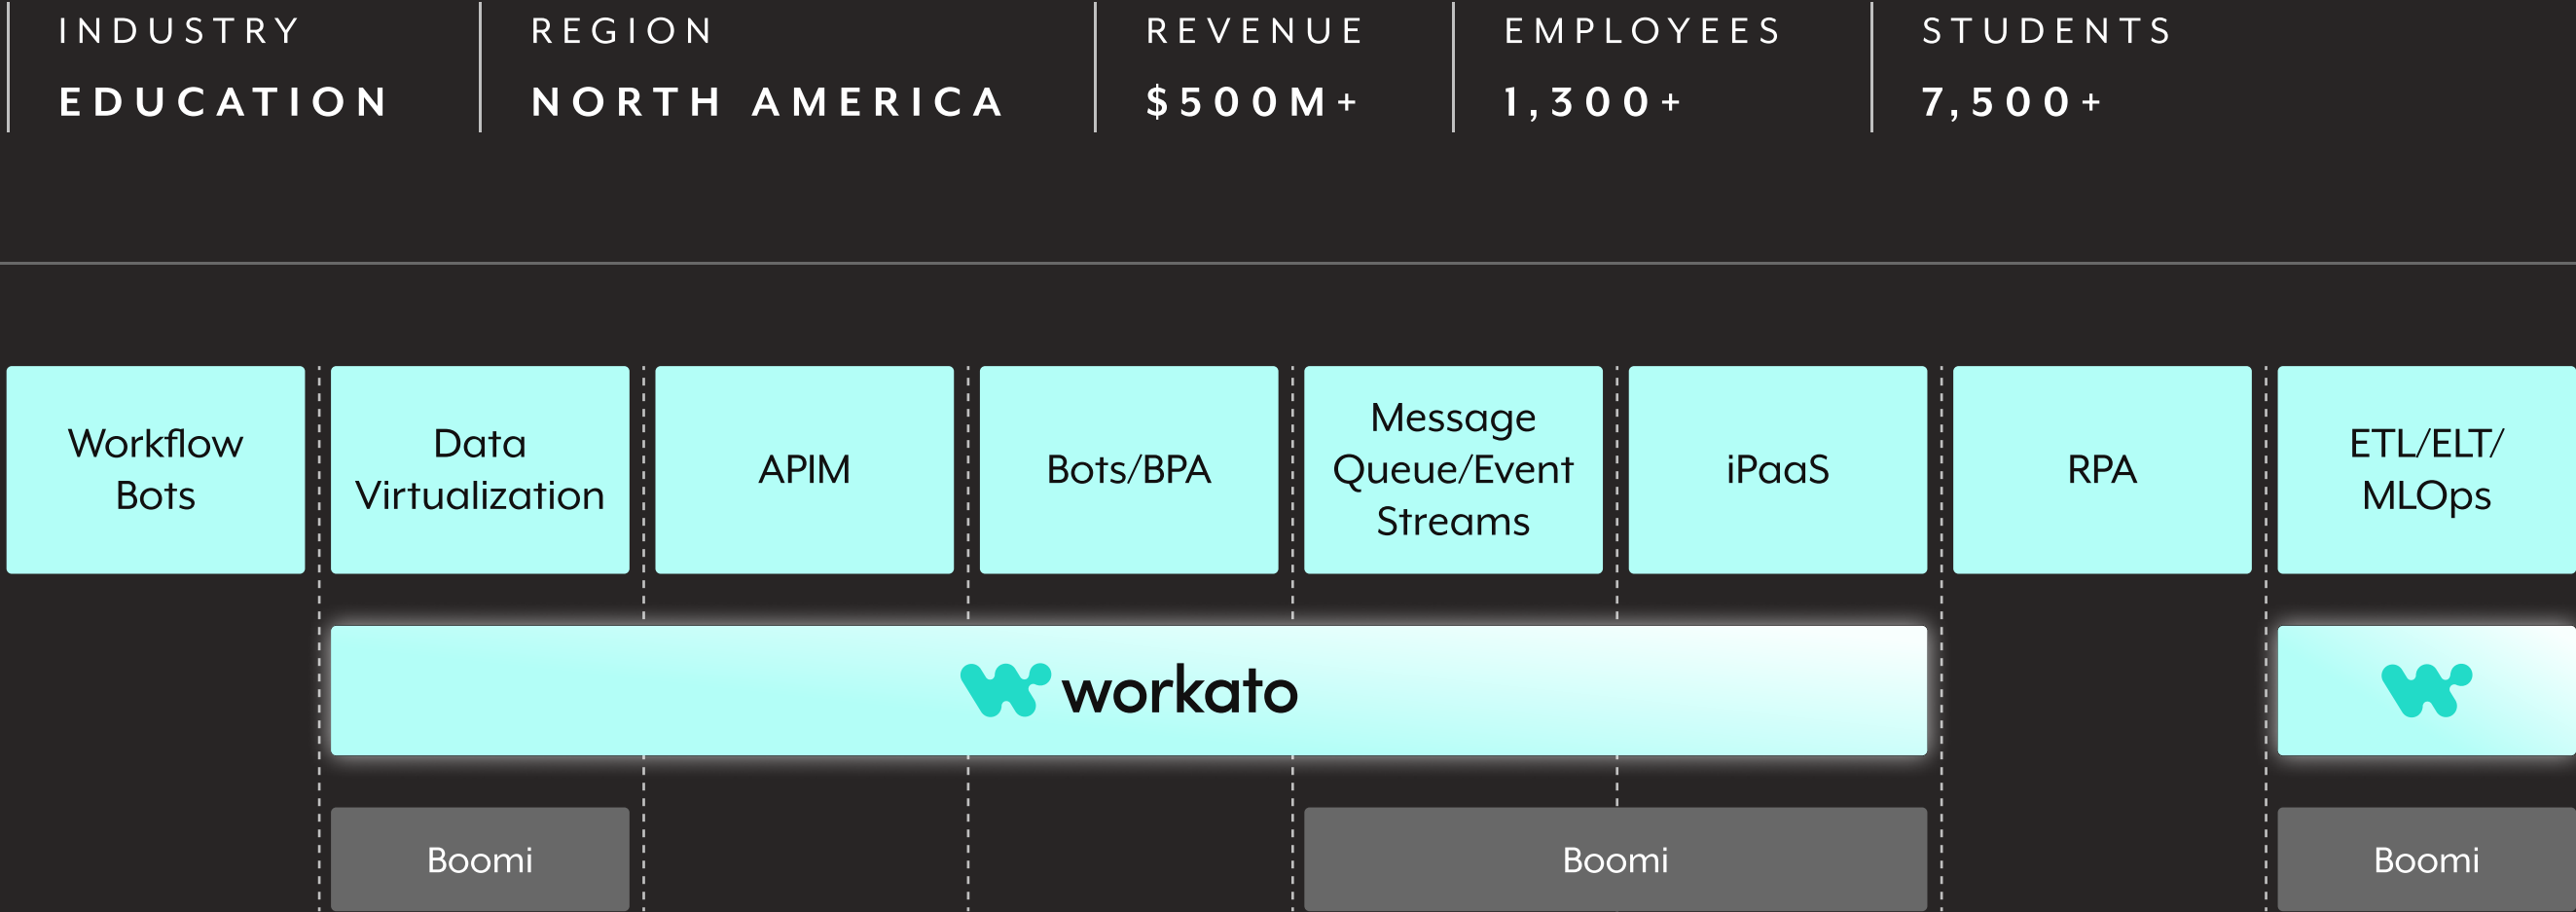 INDUSTRY
EDUCATION
REGION
NORTH AMERICA
REVENUE
$500M+
EMPLOYEES
1,300+
STUDENTS
7,500+
Workflow
Bots
Data
Virtualization
APIM
Bots/BPA
Message
Queue/Event
Streams
iPaaS
RPA
ETL/ELT/
MLOps
workato
Boomi
Boomi
Boomi